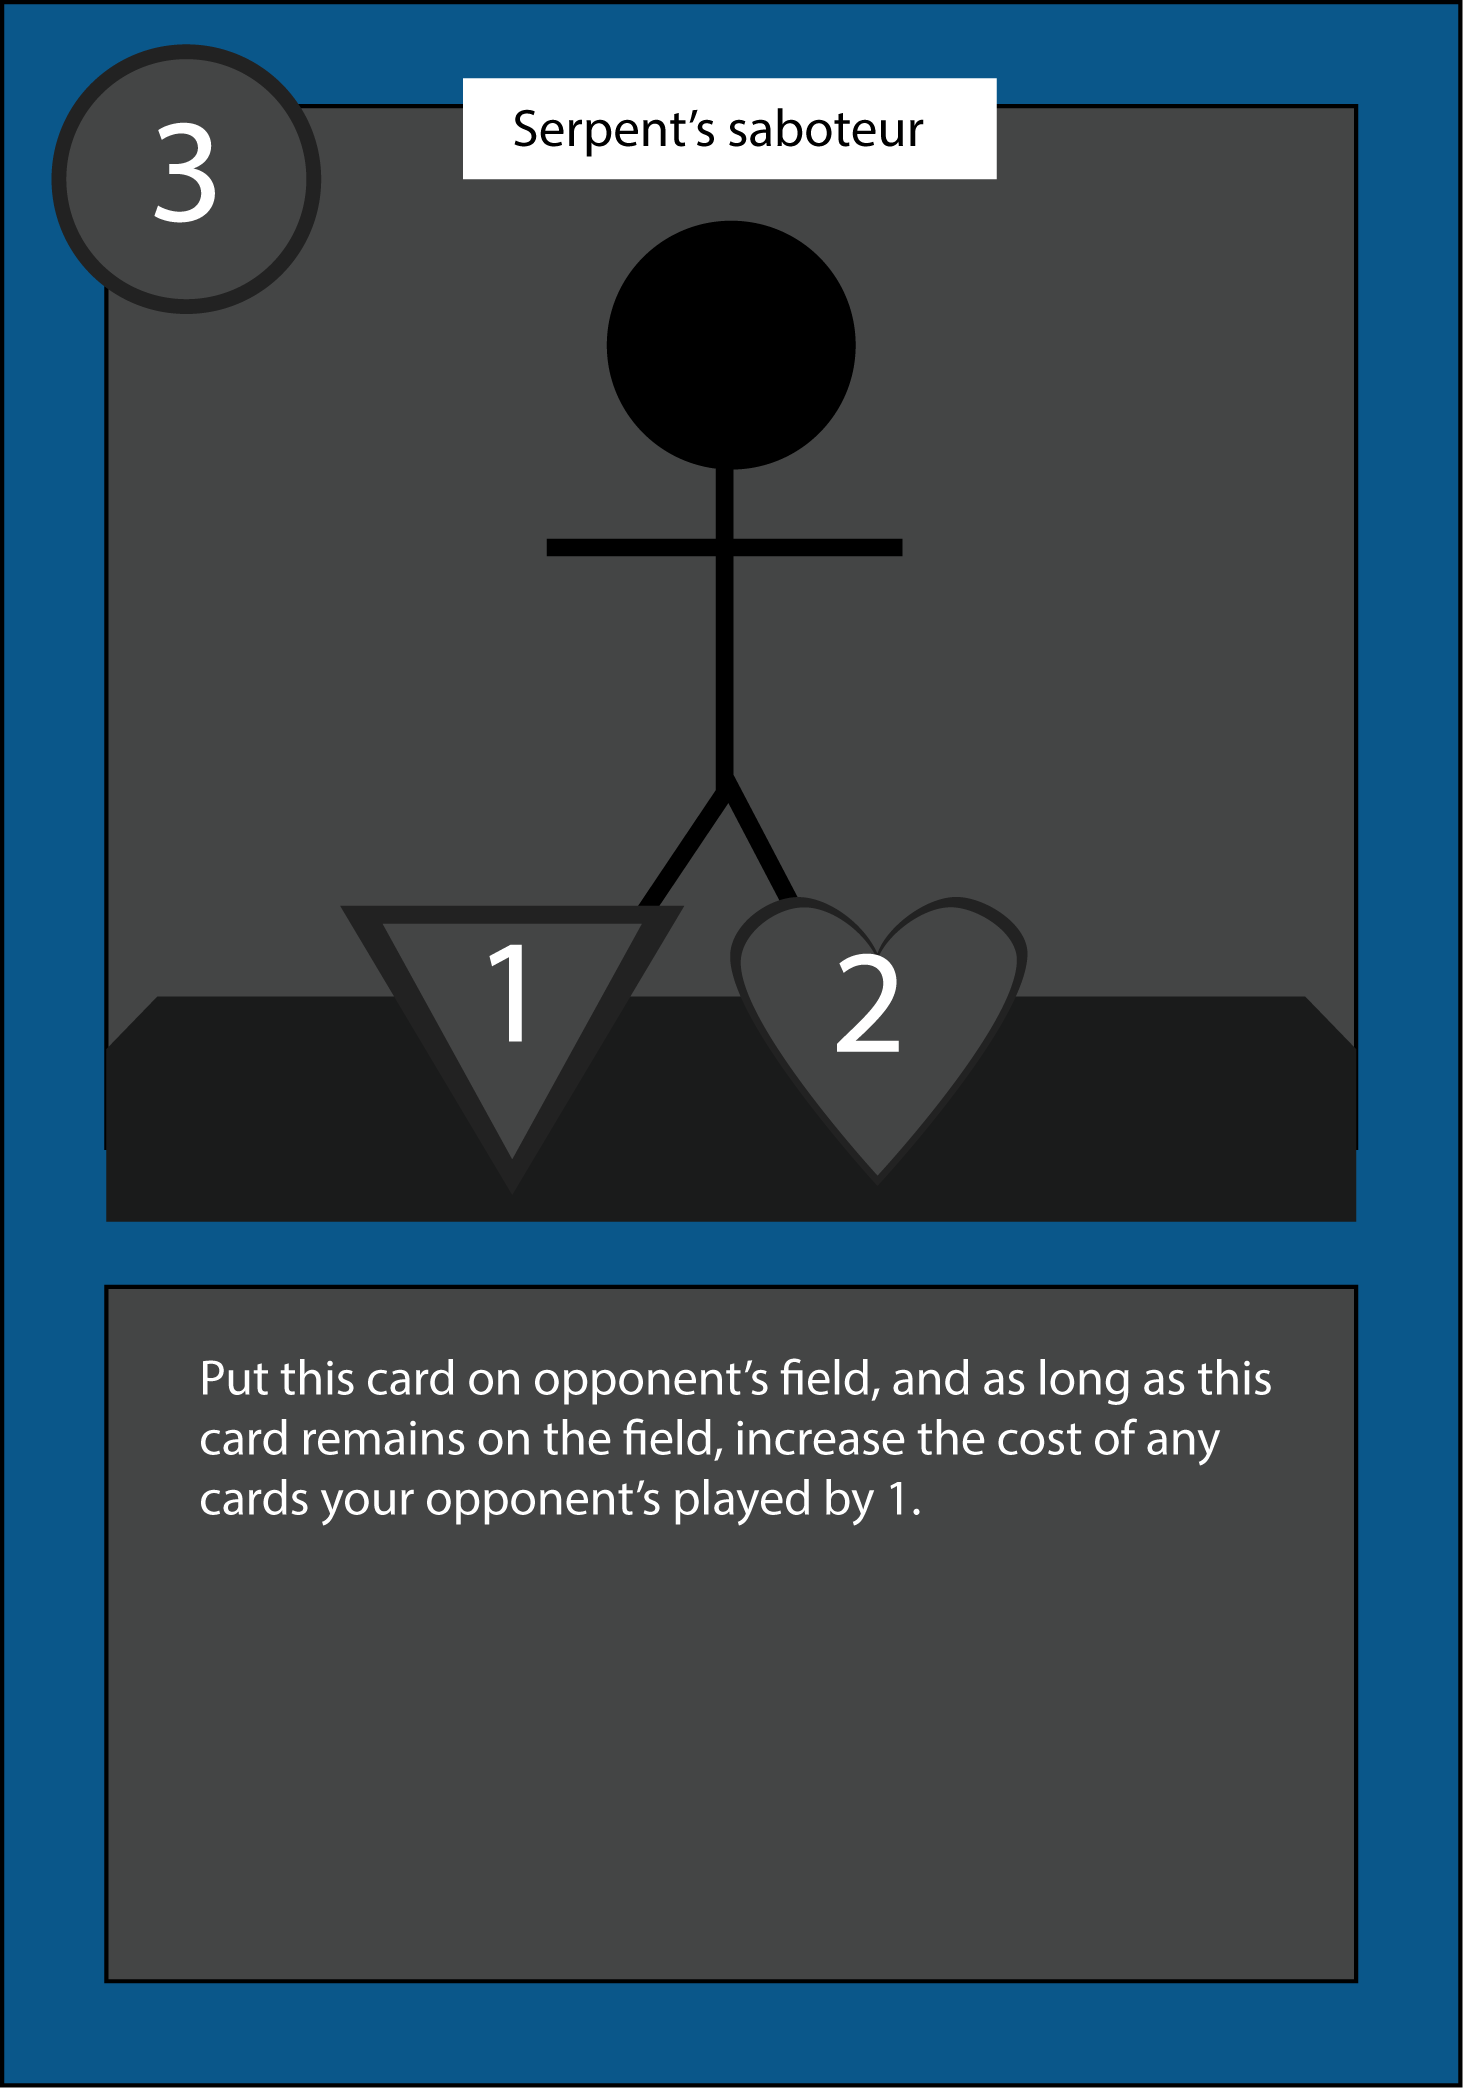 3
Serpent’s saboteur
1
2
Put this card on opponent’s field, and as long as this
card remains on the field, increase the cost of any
cards your opponent’s played by 1.